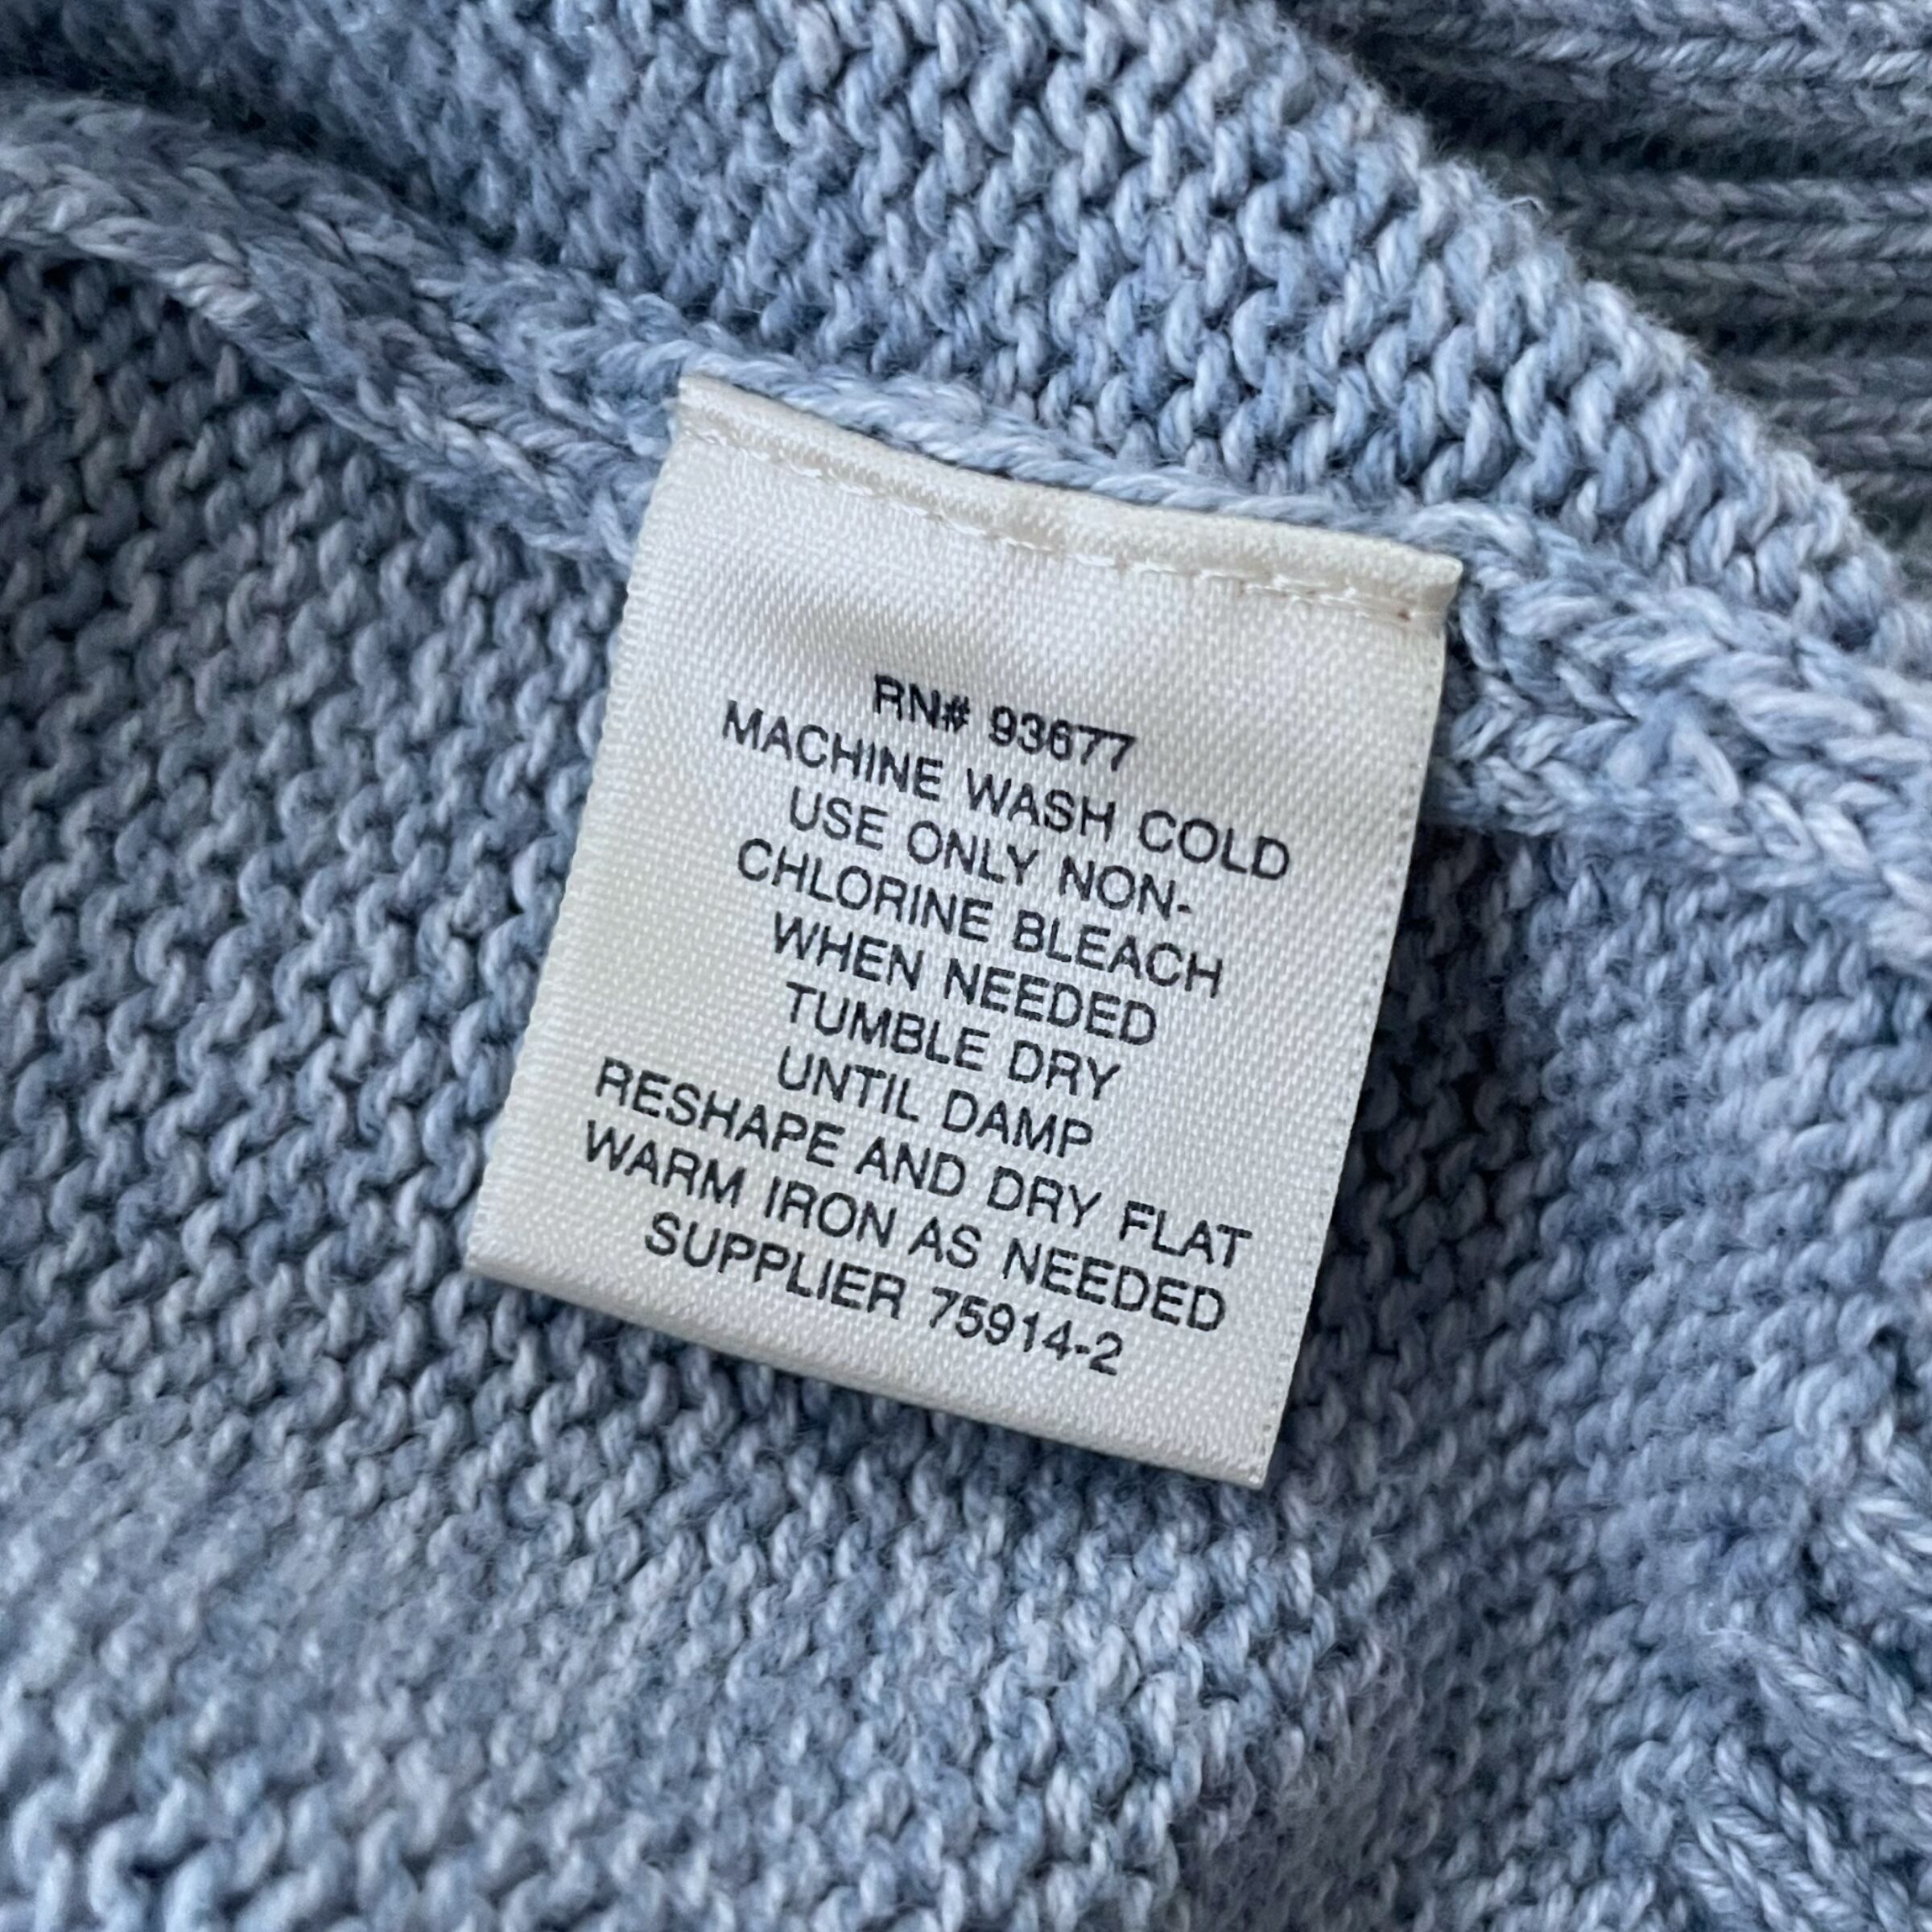 RN# 93677
MACHINE WASH COLD
USE ONLY NON-
CHLORINE BLEACH
WHEN NEEDED
TUMBLE DRY
UNTIL DAMP
RESHAPE AND DRY FLAT
WARM IRON AS NEEDED
SUPPLIER 75914-2